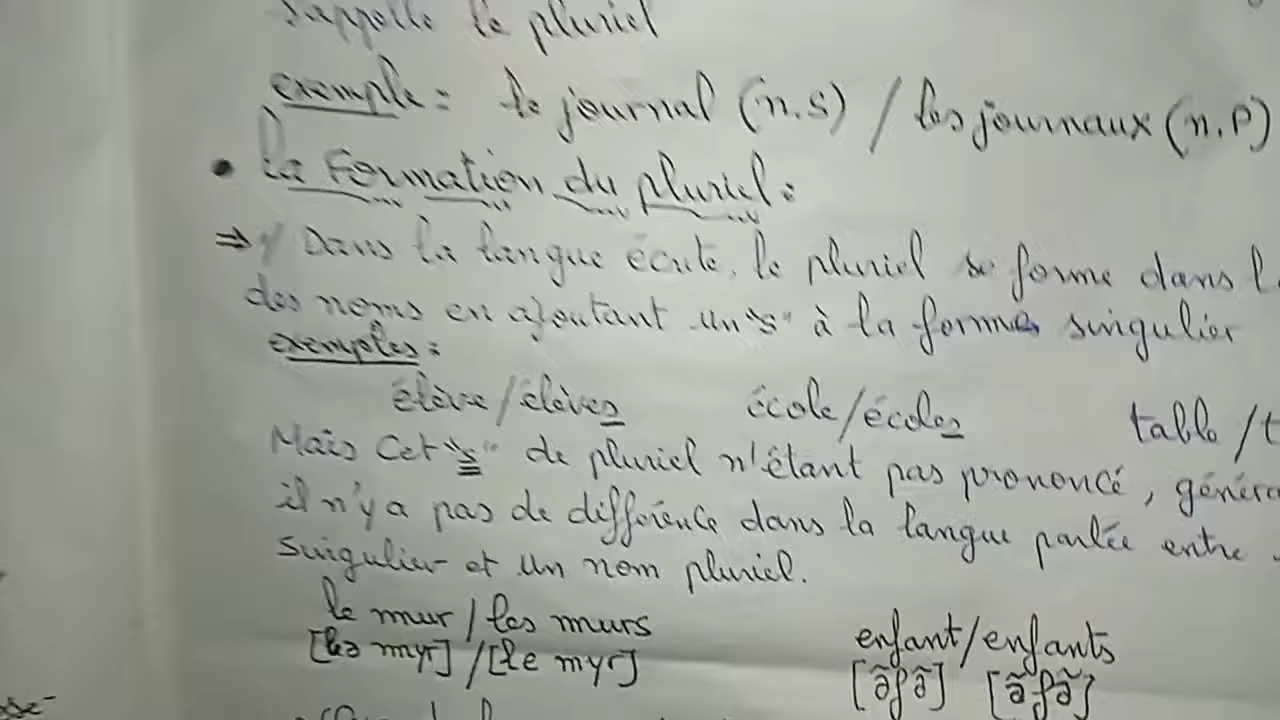 s'appelle le pluriel
exemple : le journal (n.s) / les journaux (n.p)
• La Formation du pluriel :
⇒ / Dans la langue écrite, le pluriel se forme dans l
des noms en ajoutant un "s" à la forme singulier
exemples :
élève / élèves école / écoles table / t
Mais Cet "s" de pluriel n'étant pas prononcé, généra
il n'y a pas de différence dans la langue parlée entre
singulier et un nom pluriel.
le mur / les murs enfant / enfants
[lə myr] / [le myr] [ãfã] [ãfã]